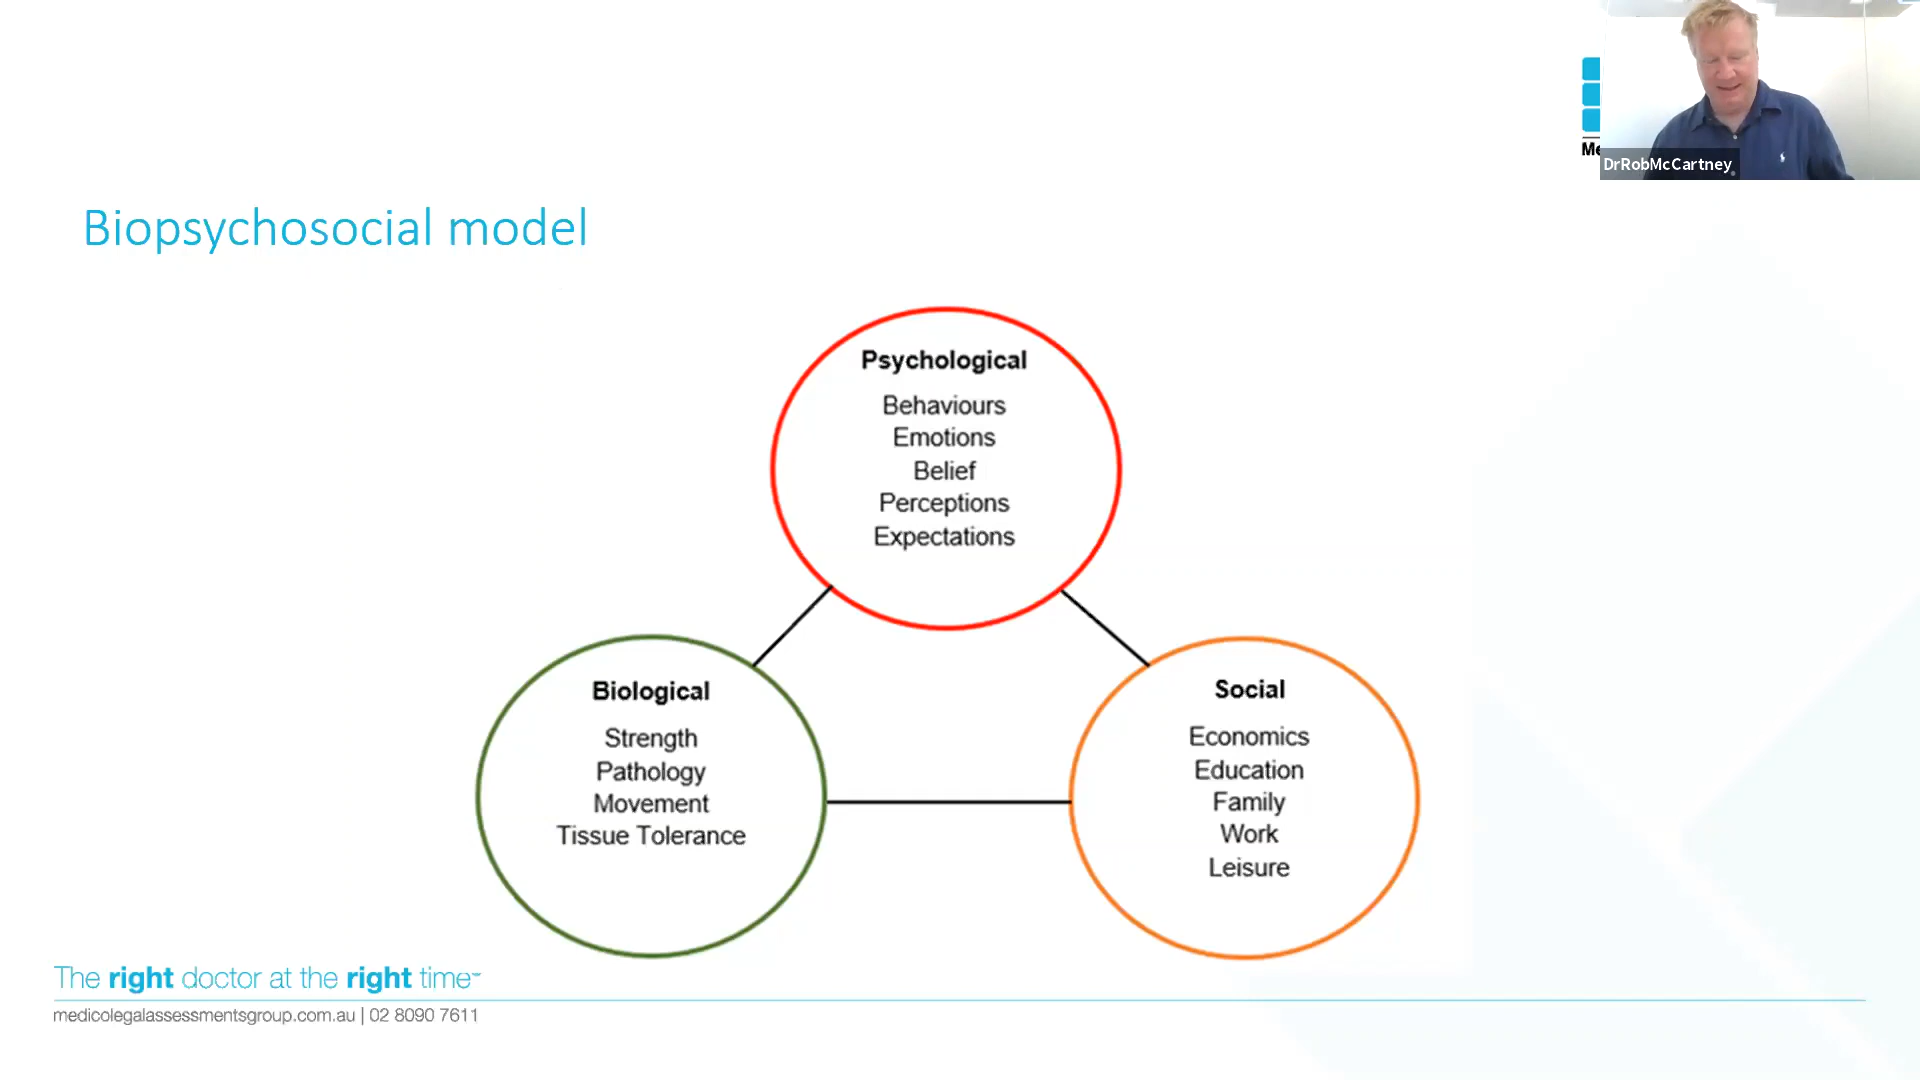 Me
DrRobMcCartney
Biopsychosocial model
Psychological
Behaviours
Emotions
Belief
Perceptions
Expectations
Biological
Strength
Pathology
Movement
Tissue Tolerance
Social
Economics
Education
Family
Work
Leisure
The right doctor at the right time
medicolegalassessmentsgroup.com.au | 02 8090 7611